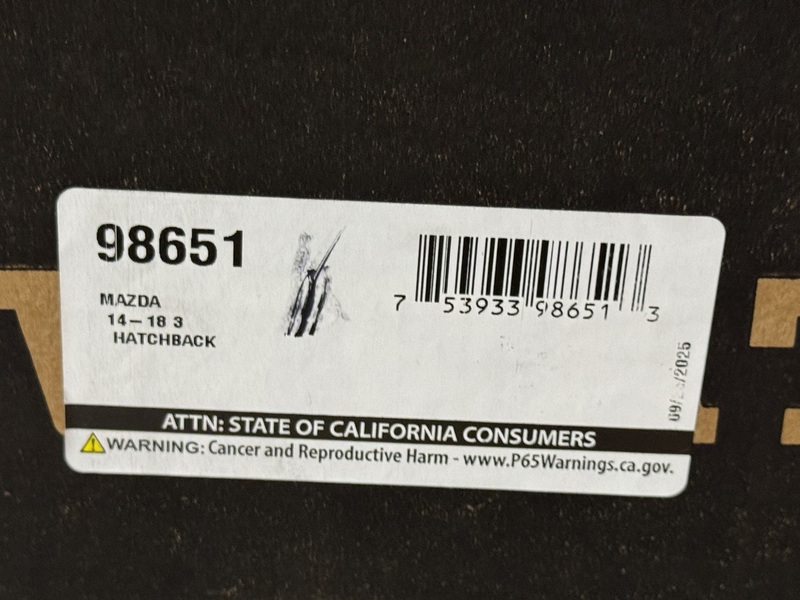 98651
MAZDA
14-18 3
HATCHBACK
7 53933 98651 3
ATTN: STATE OF CALIFORNIA CONSUMERS
WARNING: Cancer and Reproductive Harm - www.P65Warnings.ca.gov.